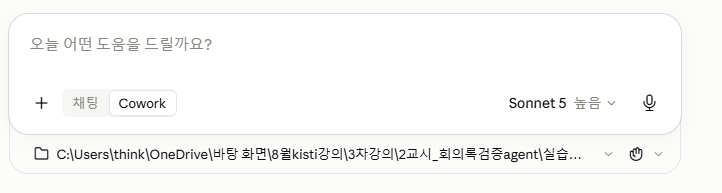 오늘 어떤 도움을 드릴까요?
채팅 Cowork Sonnet 5 높음
C:\Users\think\OneDrive\바탕 화면\8월kisti강의\3차강의\2교시_회의록검증agent\실습...